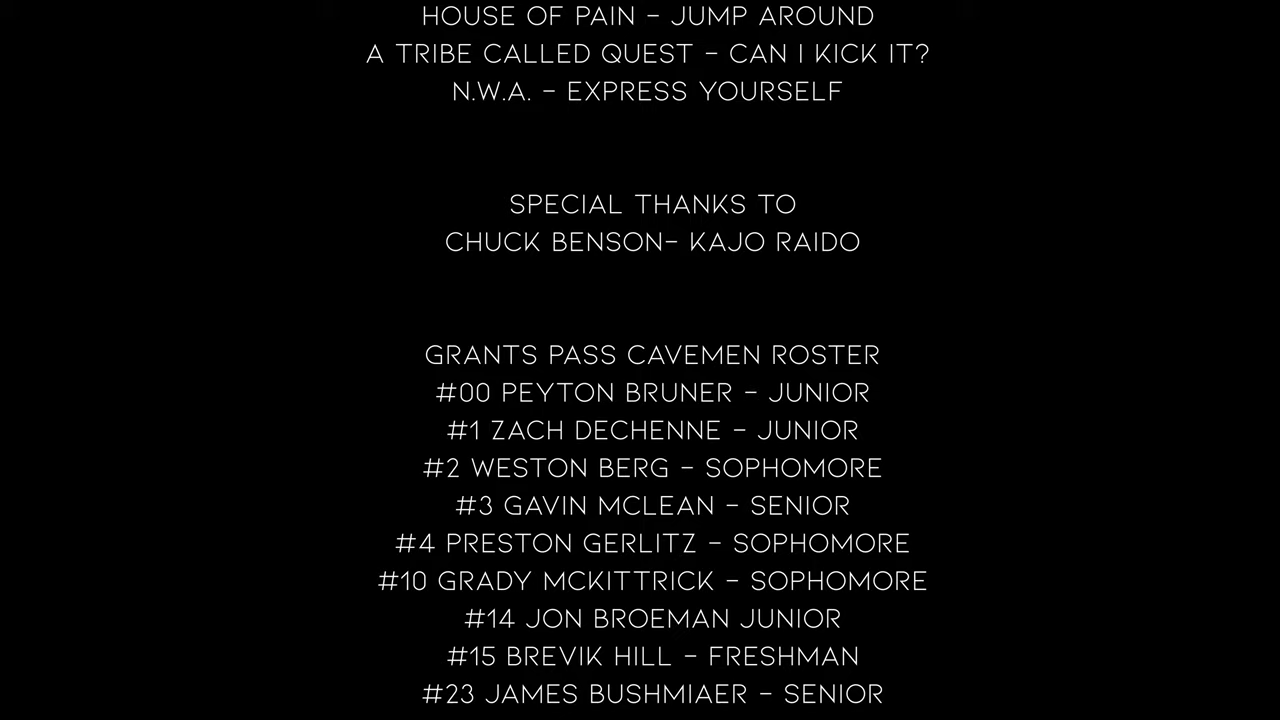 HOUSE OF PAIN - JUMP AROUND
A TRIBE CALLED QUEST - CAN I KICK IT?
N.W.A. - EXPRESS YOURSELF
SPECIAL THANKS TO
CHUCK BENSON- KAJO RAIDO
GRANTS PASS CAVEMEN ROSTER
#00 PEYTON BRUNER - JUNIOR
#1 ZACH DECHENNE - JUNIOR
#2 WESTON BERG - SOPHOMORE
#3 GAVIN MCLEAN - SENIOR
#4 PRESTON GERLITZ - SOPHOMORE
#10 GRADY MCKITTRICK - SOPHOMORE
#14 JON BROEMAN JUNIOR
#15 BREVIK HILL - FRESHMAN
#23 JAMES BUSHMIAER - SENIOR